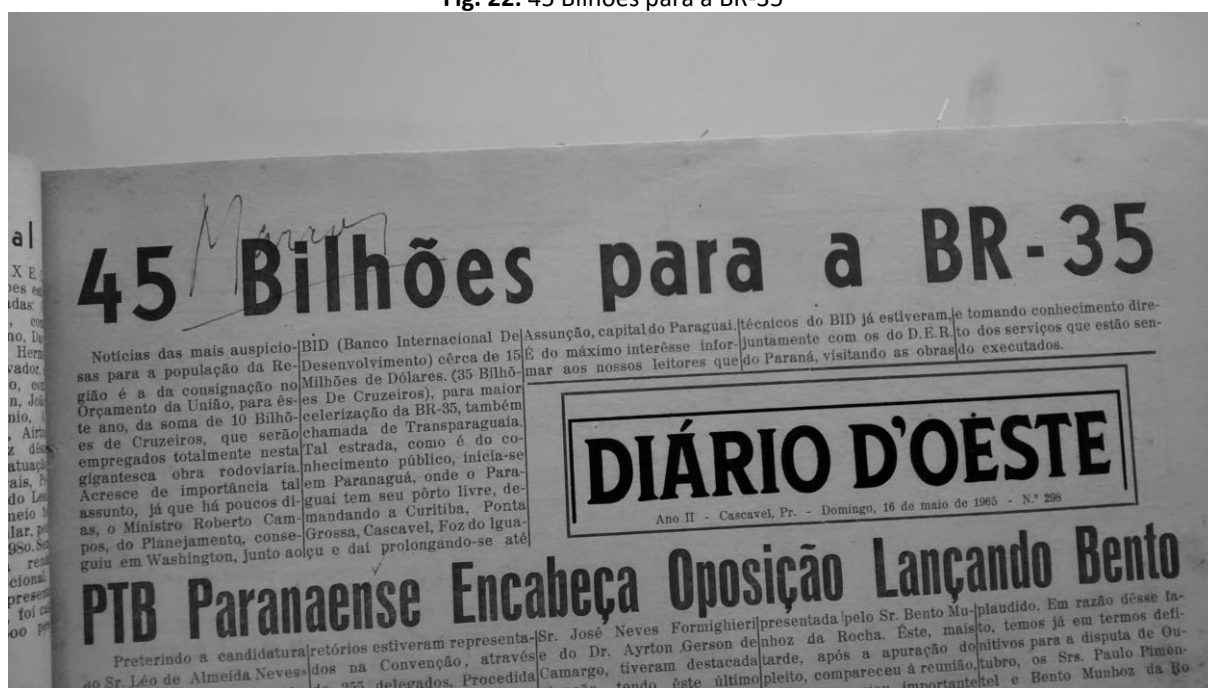 Fig. 22. 45 Bilhões para a BR-35
al
45 Bilhões para a BR-35
Noticias das mais auspicio-
sas para a população da Re-
gião é a da consignação no
Orçamento da União, para ês-
te ano, da soma de 10 Bilhõ-
es de Cruzeiros, que serão
empregados totalmente nesta
gigantesca obra rodoviaria.
Acresce de importância tal
assunto, já que há poucos di-
as, o Ministro Roberto Cam-
pos, do Planejamento, conse-
guiu em Washington, junto ao
BID (Banco Internacional De
Desenvolvimento) cêrca de 15
Milhões de Dólares. (35 Bilhõ-
es De Cruzeiros), para maior
celerização da BR-35, também
chamada de Transparaguaia.
Tal estrada, como é do co-
nhecimento público, inicia-se
em Paranaguá, onde o Para-
guai tem seu pôrto livre, de-
mandando a Curitiba, Ponta
Grossa, Cascavel, Foz do Igua-
çu e daí prolongando-se até
Assunção, capital do Paraguai.
É do máximo interêsse infor-
mar aos nossos leitores que
técnicos do BID já estiveram,
juntamente com os do D.E.R.
do Paraná, visitando as obras
e tomando conhecimento dire-
to dos serviços que estão sen-
do executados.
DIÁRIO D'OESTE
Ano II - Cascavel, Pr. - Domingo, 16 de maio de 1965 - N.º 298
PTB Paranaense Encabeça Oposição Lançando Bento
Preterindo a candidatura
do Sr. Léo de Almeida Neves
retórios estiveram representa-
dos na Convenção, através
de 255 delegados. Procedida
Sr. José Neves Formighieri
e do Dr. Ayrton Gerson de
Camargo, tiveram destacada
tendo êste último
presentada pelo Sr. Bento Mu-
nhoz da Rocha. Éste, mais
tarde, após a apuração do
pleito, compareceu à reunião,
importante
plaudido. Em razão dêsse fa-
to, temos já em termos defi-
nitivos para a disputa de Ou-
tubro, os Srs. Paulo Pimen-
tel e Bento Munhoz da Ro